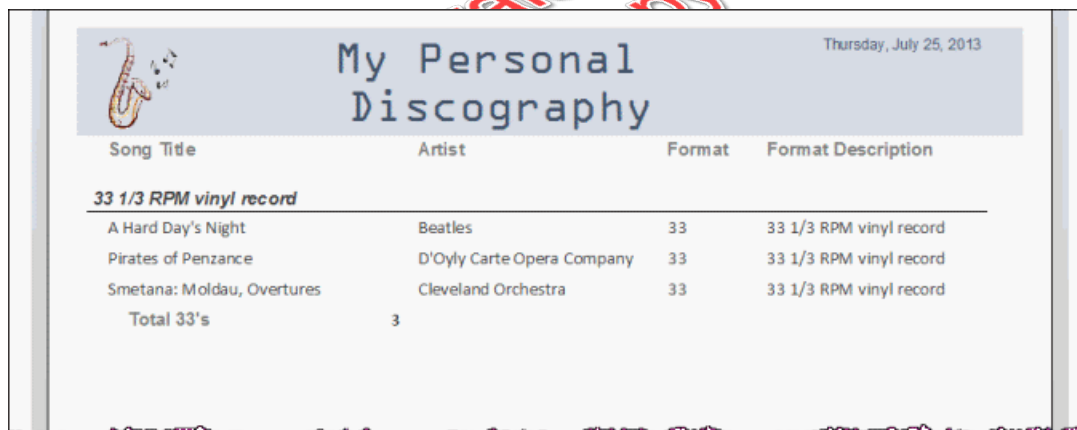 Thursday, July 25, 2013
My Personal
Discography
Song Title Artist Format Format Description
33 1/3 RPM vinyl record
A Hard Day's Night Beatles 33 33 1/3 RPM vinyl record
Pirates of Penzance D'Oyly Carte Opera Company 33 33 1/3 RPM vinyl record
Smetana: Moldau, Overtures Cleveland Orchestra 33 33 1/3 RPM vinyl record
Total 33's 3